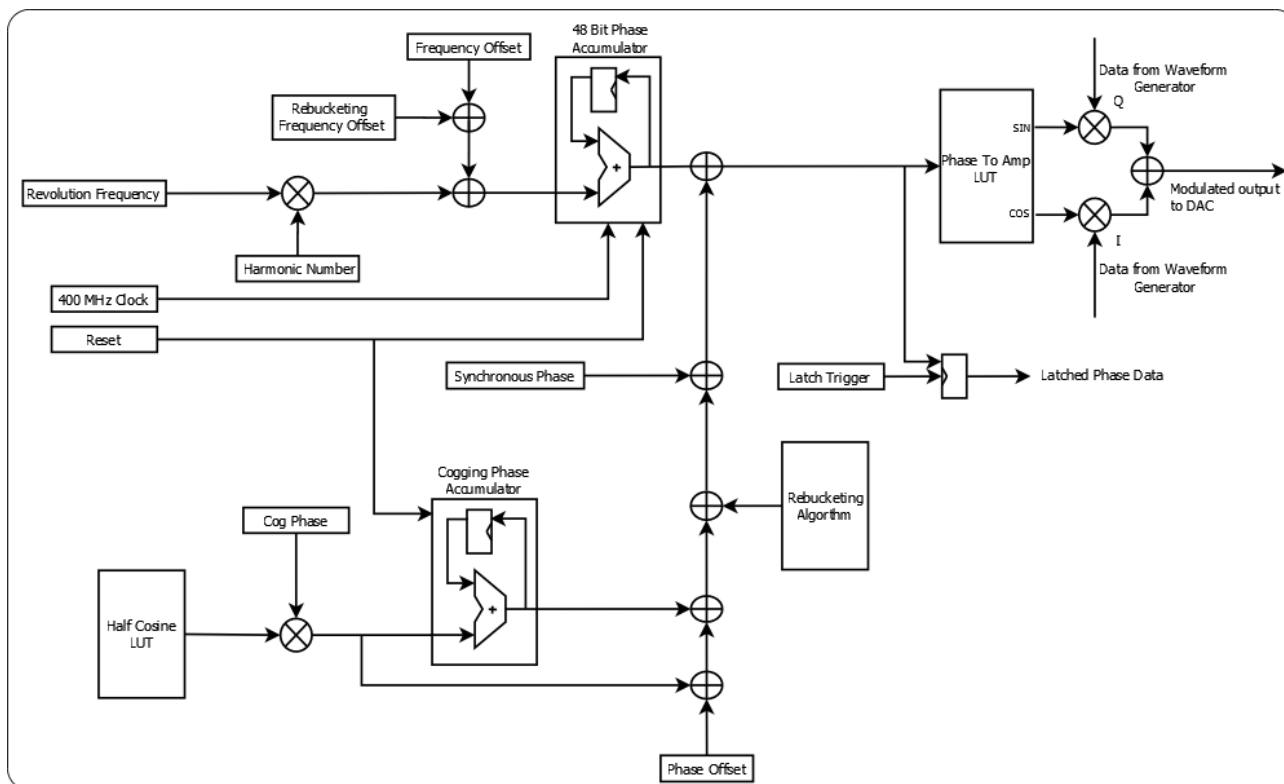 48 Bit Phase
Accumulator
Frequency Offset
Rebucketing
Frequency Offset
Revolution Frequency
Harmonic Number
400 MHz Clock
Reset
Synchronous Phase
Data from Waveform
Generator
Q
SIN
Phase To Amp
LUT
COS
I
Modulated output
to DAC
Data from Waveform
Generator
Latch Trigger
Latched Phase Data
Cogging Phase
Accumulator
Rebucketing
Algorthm
Cog Phase
Half Cosine
LUT
Phase Offset
+
+